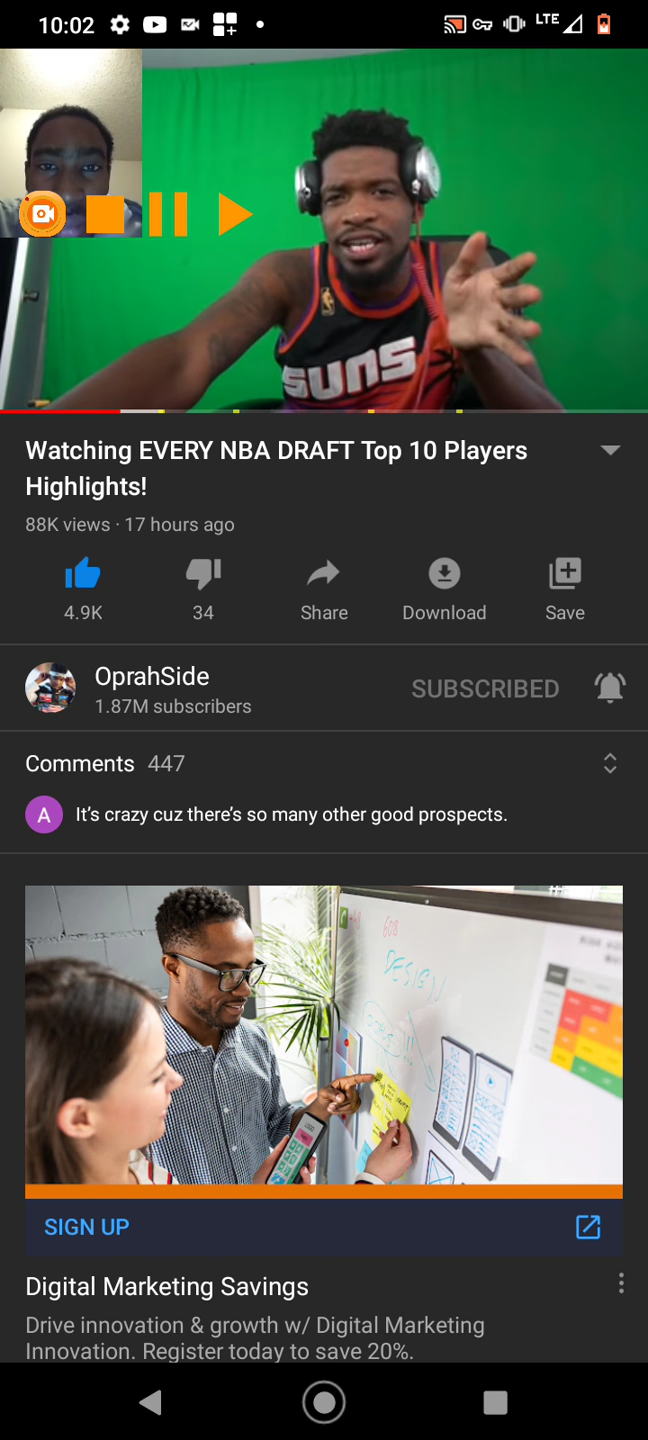 10:02
LTE
SUNS
Watching EVERY NBA DRAFT Top 10 Players
Highlights!
88K views · 17 hours ago
4.9K
34
Share
Download
Save
OprahSide
1.87M subscribers
SUBSCRIBED
Comments 447
A
It’s crazy cuz there’s so many other good prospects.
DESIGN
SIGN UP
Digital Marketing Savings
Drive innovation & growth w/ Digital Marketing
Innovation. Register today to save 20%.